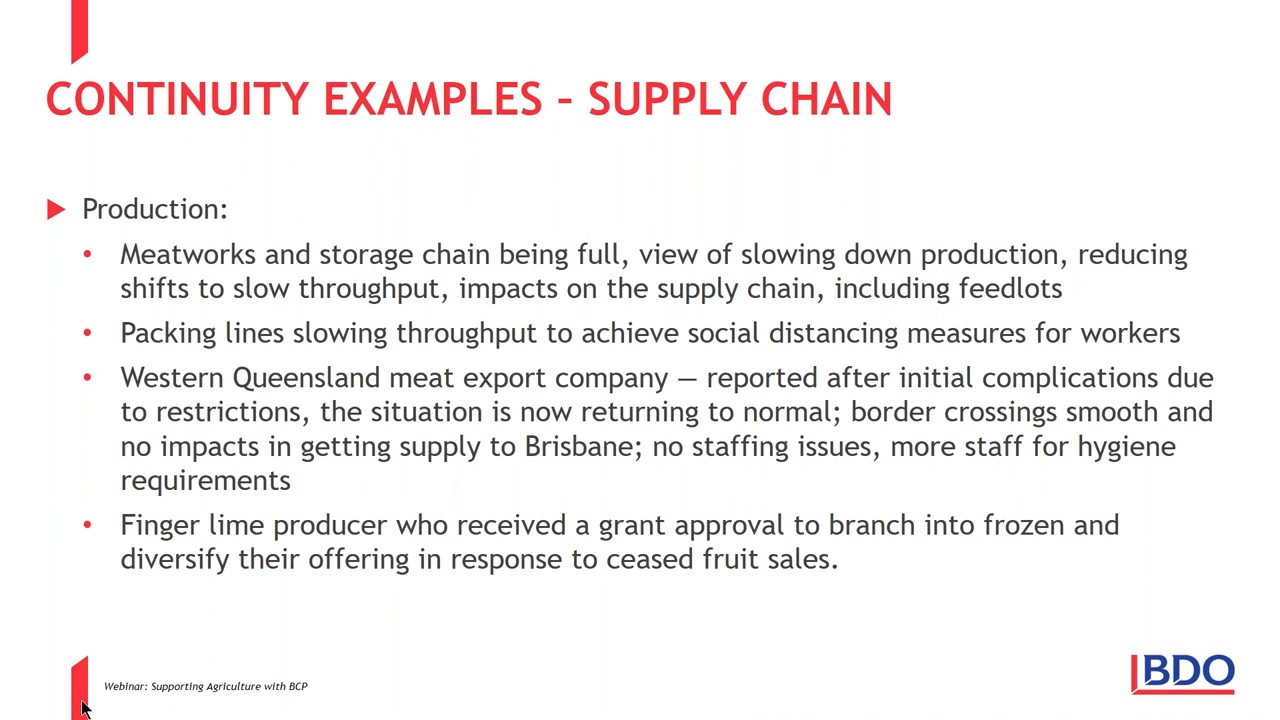 CONTINUITY EXAMPLES – SUPPLY CHAIN
Production:
• Meatworks and storage chain being full, view of slowing down production, reducing
shifts to slow throughput, impacts on the supply chain, including feedlots
• Packing lines slowing throughput to achieve social distancing measures for workers
• Western Queensland meat export company — reported after initial complications due
to restrictions, the situation is now returning to normal; border crossings smooth and
no impacts in getting supply to Brisbane; no staffing issues, more staff for hygiene
requirements
• Finger lime producer who received a grant approval to branch into frozen and
diversify their offering in response to ceased fruit sales.
Webinar: Supporting Agriculture with BCP
BDO